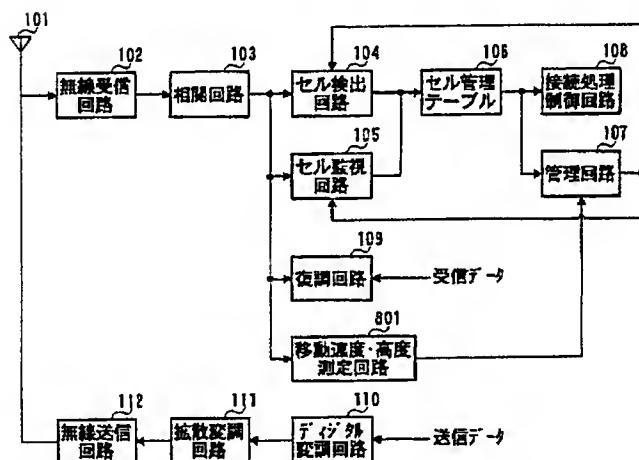 101
102
無線受信
回路
103
相関回路
104
セル検出
回路
106
セル管理
テーブル
108
接続処理
制御回路
105
セル監視
回路
107
管理回路
109
復調回路
受信データ
801
移動速度・高度
測定回路
112
無線送信
回路
111
拡散変調
回路
110
ディジタル
変調回路
送信データ